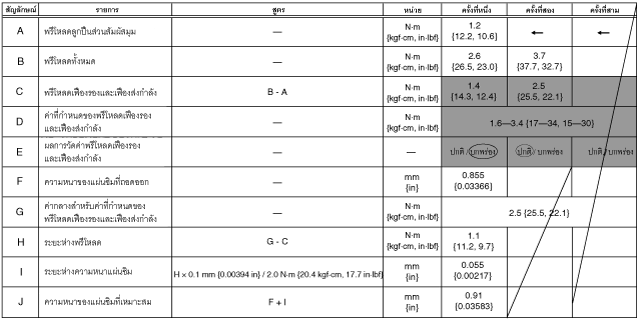 สัญลักษณ์ รายการ สูตร หน่วย ครั้งที่หนึ่ง ครั้งที่สอง ครั้งที่สาม
A พรีโหลดลูกปืนส่วนสัมผัสมุม — N·m {kgf·cm, in·lbf} 1.2 {12.2, 10.6} ← ←
B พรีโหลดทั้งหมด — N·m {kgf·cm, in·lbf} 2.6 {26.5, 23.0} 3.7 {37.7, 32.7}
C พรีโหลดเฟืองรองและเฟืองส่งกำลัง B - A N·m {kgf·cm, in·lbf} 1.4 {14.3, 12.4} 2.5 {25.5, 22.1}
D ค่าที่กำหนดของพรีโหลดเฟืองรอง
และเฟืองส่งกำลัง — N·m {kgf·cm, in·lbf} 1.6—3.4 {17—34, 15—30}
E ผลการวัดค่าพรีโหลดเฟืองรอง
และเฟืองส่งกำลัง — — ปกติ / บกพร่อง ปกติ / บกพร่อง ปกติ / บกพร่อง
F ความหนาของแผ่นชิมที่ถอดออก — mm {in} 0.855 {0.03366}
G ค่ากลางสำหรับค่าที่กำหนดของ
พรีโหลดเฟืองรองและเฟืองส่งกำลัง — N·m {kgf·cm, in·lbf} 2.5 {25.5, 22.1}
H ระยะห่างพรีโหลด G - C N·m {kgf·cm, in·lbf} 1.1 {11.2, 9.7}
I ระยะห่างความหนาแผ่นชิม H × 0.1 mm {0.00394 in} / 2.0 N·m {20.4 kgf·cm, 17.7 in·lbf} mm {in} 0.055 {0.00217}
J ความหนาของแผ่นชิมที่เหมาะสม F + I mm {in} 0.91 {0.03583}